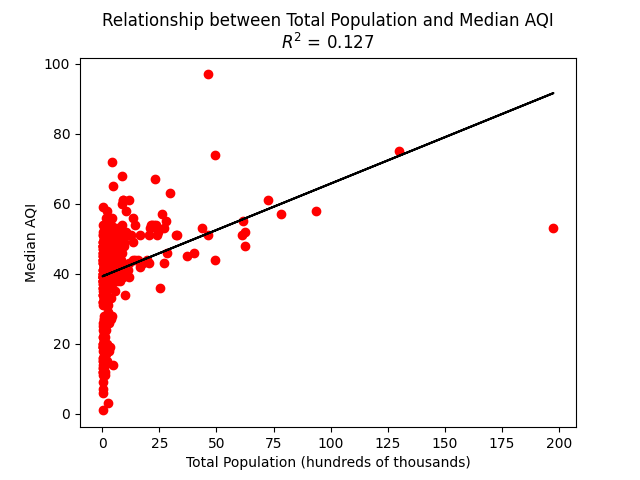 Relationship between Total Population and Median AQI
R² = 0.127
100
80
60
40
20
0
Median AQI
0 25 50 75 100 125 150 175 200
Total Population (hundreds of thousands)